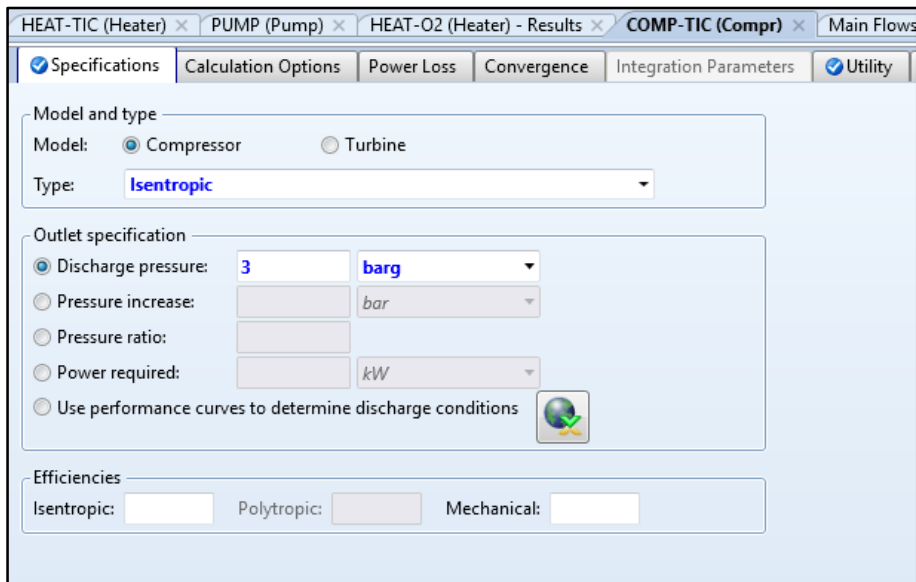 HEAT-TIC (Heater) × PUMP (Pump) × HEAT-O2 (Heater) - Results × COMP-TIC (Compr) × Main Flows
Specifications Calculation Options Power Loss Convergence Integration Parameters Utility
Model and type
Model: Compressor Turbine
Type: Isentropic
Outlet specification
Discharge pressure: 3 barg
Pressure increase: bar
Pressure ratio:
Power required: kW
Use performance curves to determine discharge conditions
Efficiencies
Isentropic: Polytropic: Mechanical: